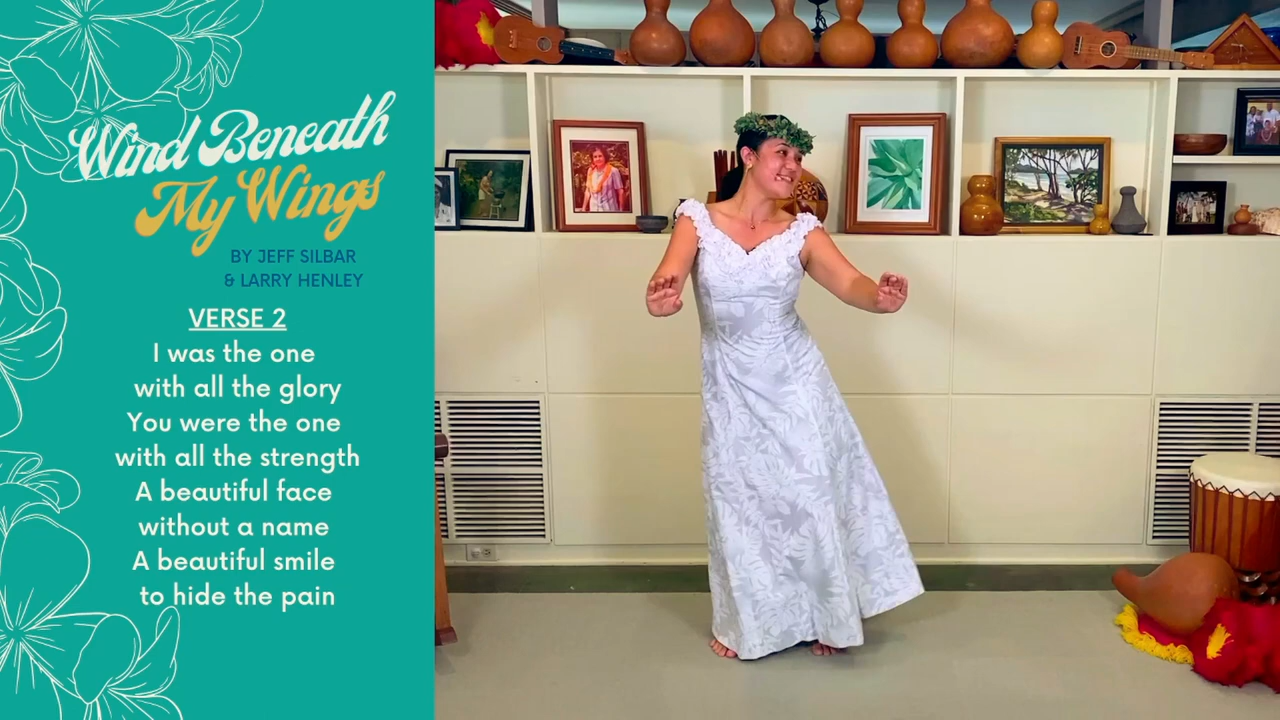 Wind Beneath
My Wings
BY JEFF SILBAR
& LARRY HENLEY
VERSE 2
I was the one
with all the glory
You were the one
with all the strength
A beautiful face
without a name
A beautiful smile
to hide the pain